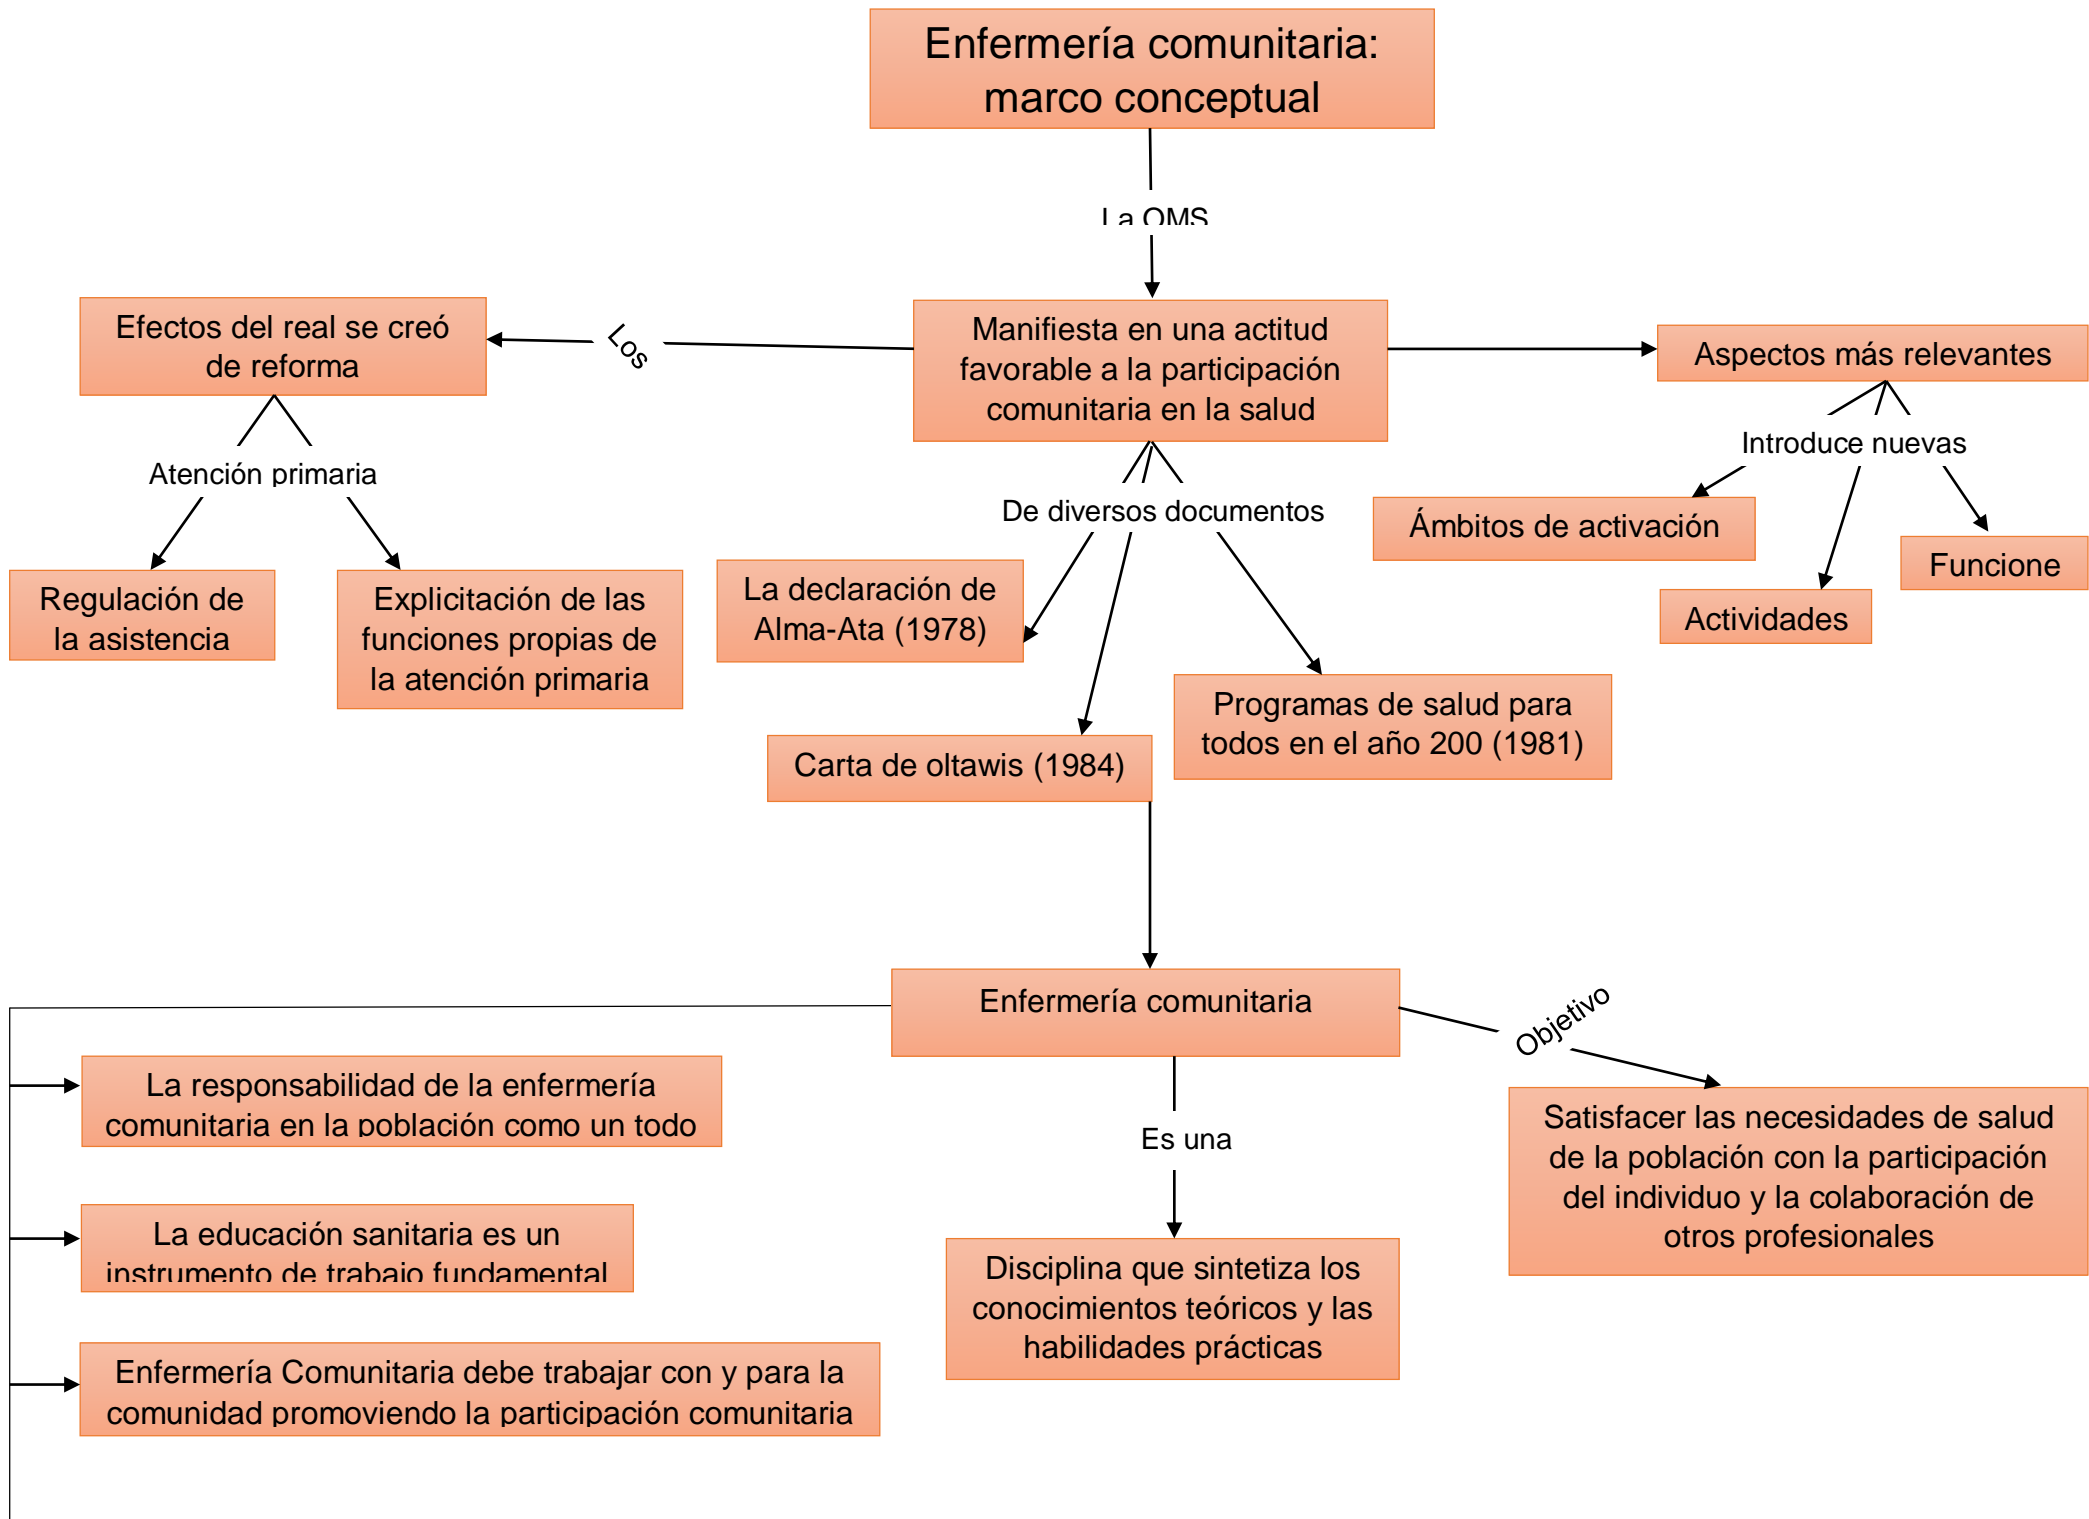 Enfermería comunitaria:
marco conceptual
La OMS
Efectos del real se creó
de reforma
Los
Manifiesta en una actitud
favorable a la participación
comunitaria en la salud
Aspectos más relevantes
Atención primaria
Introduce nuevas
De diversos documentos
Regulación de
la asistencia
Explicitación de las
funciones propias de
la atención primaria
La declaración de
Alma-Ata (1978)
Ámbitos de activación
Actividades
Funcione
Carta de oltawis (1984)
Programas de salud para
todos en el año 200 (1981)
Enfermería comunitaria
Objetivo
La responsabilidad de la enfermería
comunitaria en la población como un todo
Es una
Satisfacer las necesidades de salud
de la población con la participación
del individuo y la colaboración de
otros profesionales
La educación sanitaria es un
instrumento de trabajo fundamental
Disciplina que sintetiza los
conocimientos teóricos y las
habilidades prácticas
Enfermería Comunitaria debe trabajar con y para la
comunidad promoviendo la participación comunitaria